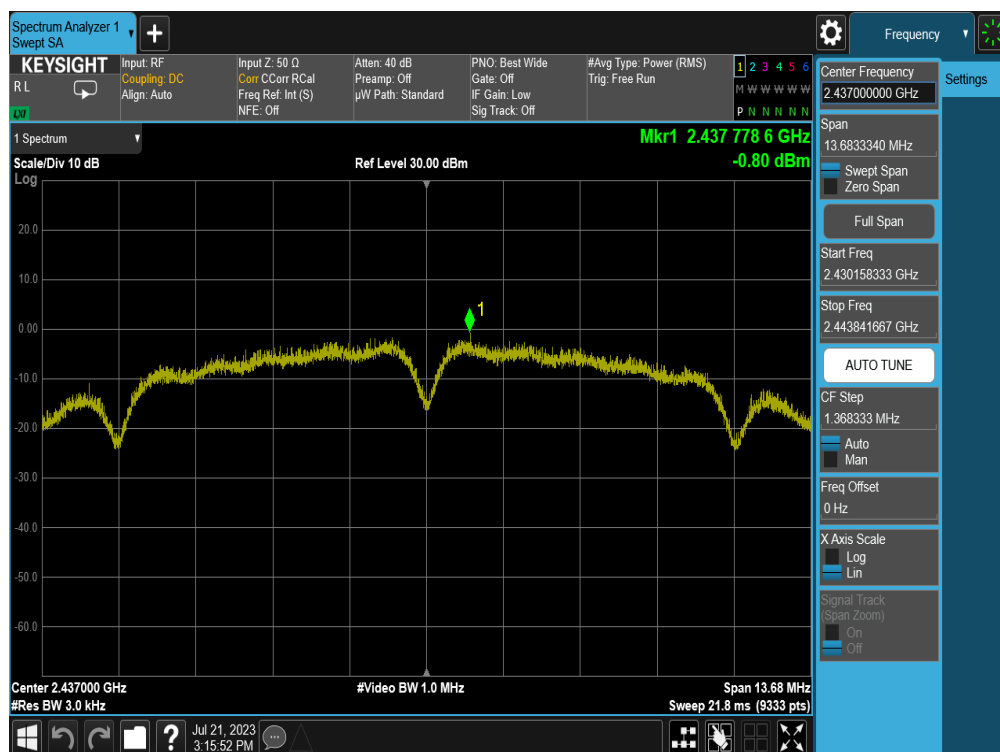 Spectrum Analyzer 1
Swept SA
+
Frequency
KEYSIGHT
R L
LXI
Input: RF
Coupling: DC
Align: Auto
Input Z: 50 Ω
Corr CCorr RCal
Freq Ref: Int (S)
NFE: Off
Atten: 40 dB
Preamp: Off
µW Path: Standard
PNO: Best Wide
Gate: Off
IF Gain: Low
Sig Track: Off
#Avg Type: Power (RMS)
Trig: Free Run
1 2 3 4 5 6
M W W W W W
P N N N N N
1 Spectrum
Scale/Div 10 dB
Log
Ref Level 30.00 dBm
Mkr1 2.437 778 6 GHz
-0.80 dBm
1
20.0
10.0
0.00
-10.0
-20.0
-30.0
-40.0
-50.0
-60.0
Center 2.437000 GHz
#Res BW 3.0 kHz
#Video BW 1.0 MHz
Span 13.68 MHz
Sweep 21.8 ms (9333 pts)
Center Frequency
2.437000000 GHz
Settings
Span
13.6833340 MHz
Swept Span
Zero Span
Full Span
Start Freq
2.430158333 GHz
Stop Freq
2.443841667 GHz
AUTO TUNE
CF Step
1.368333 MHz
Auto
Man
Freq Offset
0 Hz
X Axis Scale
Log
Lin
Signal Track
(Span Zoom)
On
Off
?
Jul 21, 2023
3:15:52 PM